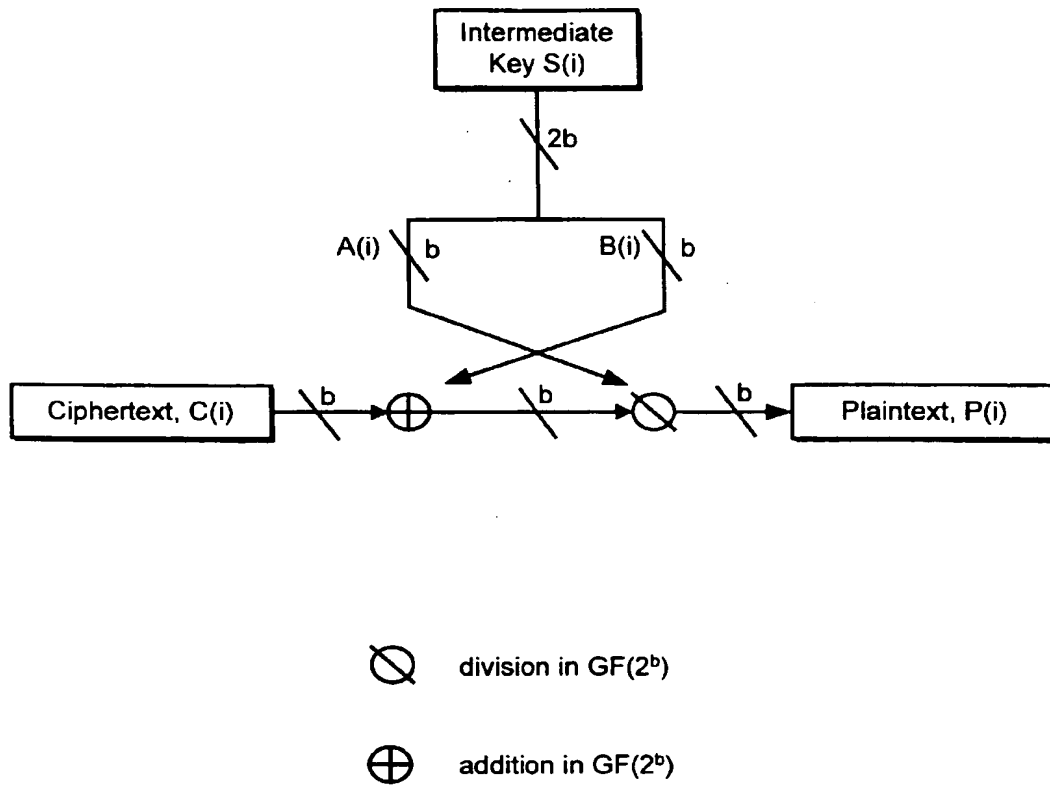 Intermediate
Key S(i)
2b
A(i)
b
B(i)
b
Ciphertext, C(i)
b
b
b
Plaintext, P(i)
division in GF(2ᵇ)
addition in GF(2ᵇ)